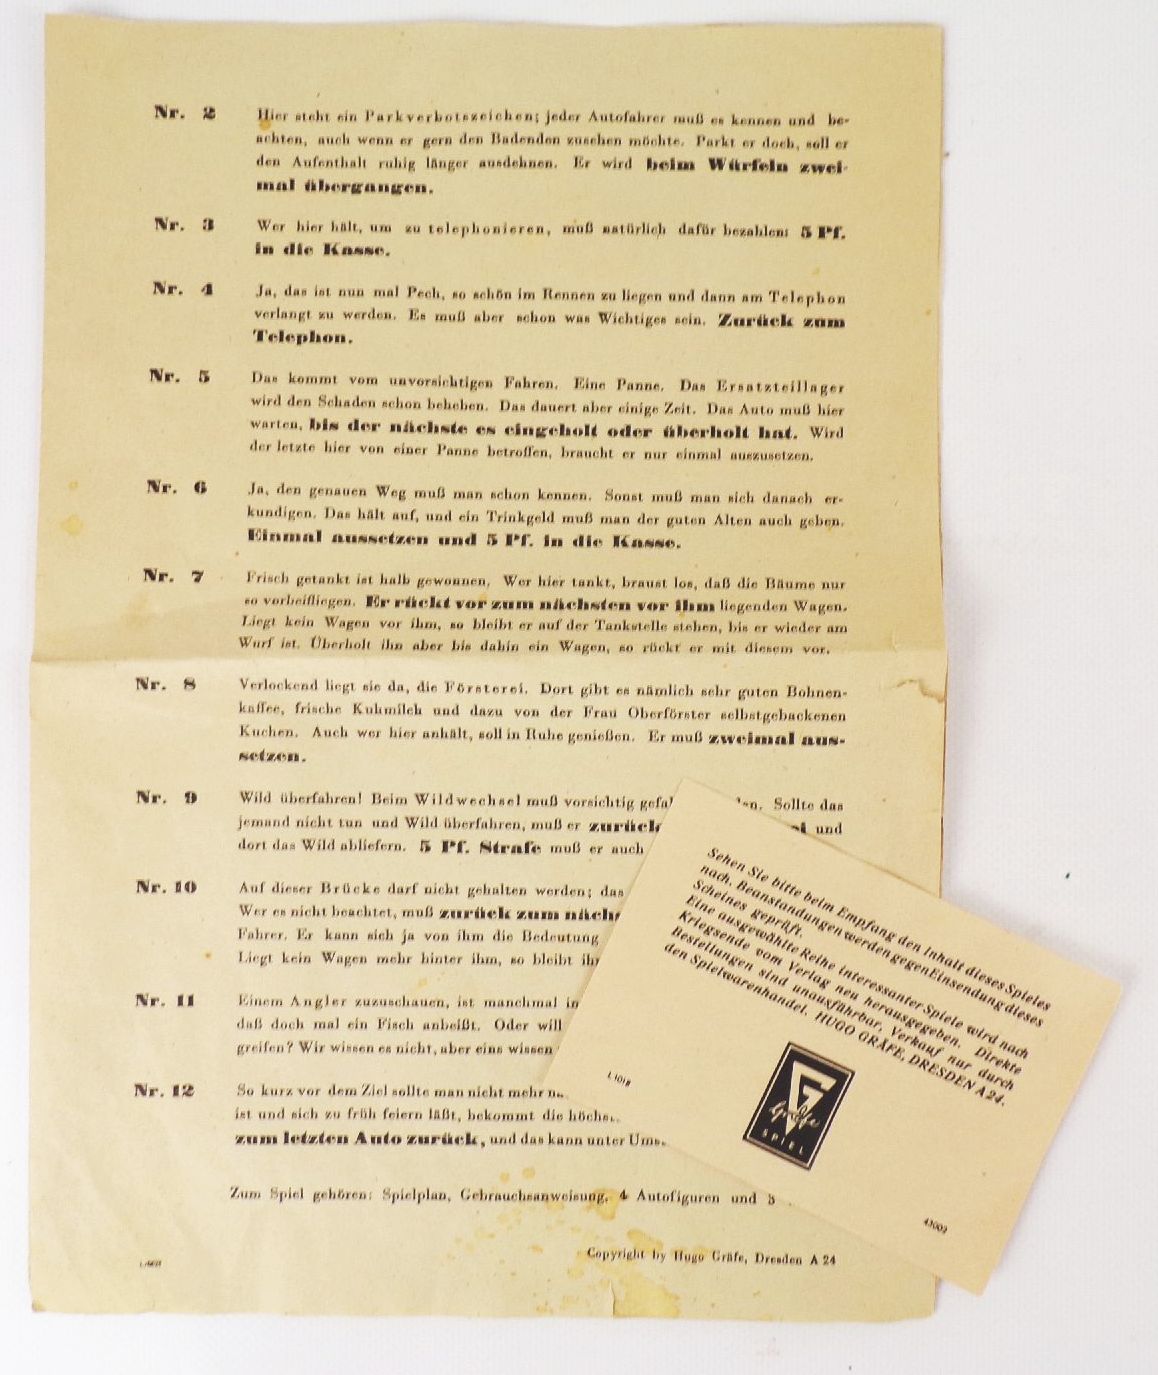 Nr. 2 Hier steht ein Parkverbotszeichen; jeder Autofahrer muß es kennen und be-
achten, auch wenn er gern den Badenden zusehen möchte. Parkt er doch, soll er
den Aufenthalt ruhig länger ausdehnen. Er wird beim Würfeln zwei-
mal übergangen.
Nr. 3 Wer hier hält, um zu telephonieren, muß natürlich dafür bezahlen: 5 Pf.
in die Kasse.
Nr. 4 Ja, das ist nun mal Pech, so schön im Rennen zu liegen und dann am Telephon
verlangt zu werden. Es muß aber schon was Wichtiges sein. Zurück zum
Telephon.
Nr. 5 Das kommt vom unvorsichtigen Fahren. Eine Panne. Das Ersatzteillager
wird den Schaden schon beheben. Das dauert aber einige Zeit. Das Auto muß hier
warten, bis der nächste es eingeholt oder überholt hat. Wird
der letzte hier von einer Panne betroffen, braucht er nur einmal auszusetzen.
Nr. 6 Ja, den genauen Weg muß man schon kennen. Sonst muß man sich danach er-
kundigen. Das hält auf, und ein Trinkgeld muß man der guten Alten auch geben.
Einmal aussetzen und 5 Pf. in die Kasse.
Nr. 7 Frisch getankt ist halb gewonnen. Wer hier tankt, braust los, daß die Bäume nur
so vorbeifliegen. Er rückt vor zum nächsten vor ihm liegenden Wagen.
Liegt kein Wagen vor ihm, so bleibt er auf der Tankstelle stehen, bis er wieder am
Wurf ist. Überholt ihn aber bis dahin ein Wagen, so rückt er mit diesem vor.
Nr. 8 Verlockend liegt sie da, die Försterei. Dort gibt es nämlich sehr guten Bohnen-
kaffee, frische Kuhmilch und dazu von der Frau Oberförster selbstgebackenen
Kuchen. Auch wer hier anhält, soll in Ruhe genießen. Er muß zweimal aus-
setzen.
Nr. 9 Wild überfahren! Beim Wildwechsel muß vorsichtig gefa en. Sollte das
jemand nicht tun und Wild überfahren, muß er zurück ei und
dort das Wild abliefern. 5 Pf. Strafe muß er auch
Nr. 10 Auf dieser Brücke darf nicht gehalten werden; das
Wer es nicht beachtet, muß zurück zum näch
Fahrer. Er kann sich ja von ihm die Bedeutung
Liegt kein Wagen mehr hinter ihm, so bleibt ih
Nr. 11 Einem Angler zuzuschauen, ist manchmal in
daß doch mal ein Fisch anbeißt. Oder will
greifen? Wir wissen es nicht, aber eins wissen
Nr. 12 So kurz vor dem Ziel sollte man nicht mehr
ist und sich zu früh feiern läßt, bekommt die höchs
zum letzten Auto zurück, und das kann unter Ums
Zum Spiel gehören: Spielplan, Gebrauchsanweisung, 4 Autofiguren und
Copyright by Hugo Gräfe, Dresden A 24
Sehen Sie bitte beim Empfang den Inhalt dieses Spieles
nach. Beanstandungen werden gegen Einsendung dieses
Scheines geprüft.
Eine ausgewählte Reihe interessanter Spiele wird nach
Kriegsende vom Verlag neu herausgegeben. Direkte
Bestellungen sind unausführbar, Verkauf nur durch
den Spielwarenhandel. HUGO GRÄFE, DRESDEN A 24.
L 1018
Gräfe
SPIEL
43002